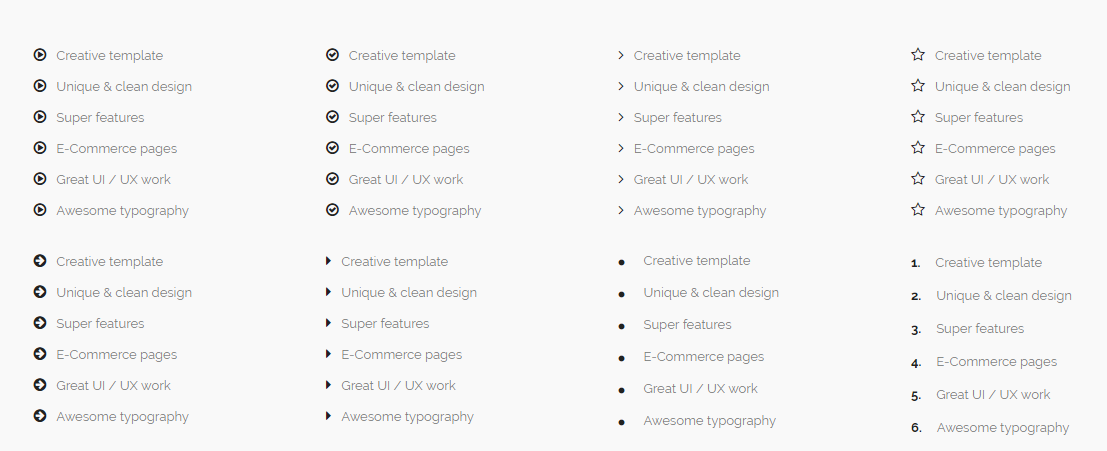 Creative template
Unique & clean design
Super features
E-Commerce pages
Great UI / UX work
Awesome typography
Creative template
Unique & clean design
Super features
E-Commerce pages
Great UI / UX work
Awesome typography
Creative template
Unique & clean design
Super features
E-Commerce pages
Great UI / UX work
Awesome typography
Creative template
Unique & clean design
Super features
E-Commerce pages
Great UI / UX work
Awesome typography
Creative template
Unique & clean design
Super features
E-Commerce pages
Great UI / UX work
Awesome typography
Creative template
Unique & clean design
Super features
E-Commerce pages
Great UI / UX work
Awesome typography
● Creative template
● Unique & clean design
● Super features
● E-Commerce pages
● Great UI / UX work
● Awesome typography
1. Creative template
2. Unique & clean design
3. Super features
4. E-Commerce pages
5. Great UI / UX work
6. Awesome typography